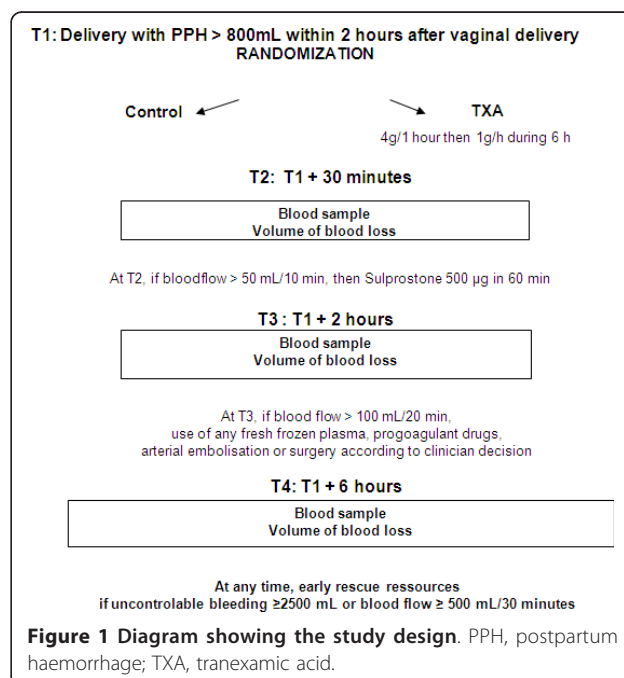 T1: Delivery with PPH > 800mL within 2 hours after vaginal delivery
RANDOMIZATION
Control
TXA
4g/1 hour then 1g/h during 6 h
T2: T1 + 30 minutes
Blood sample
Volume of blood loss
At T2, if bloodflow > 50 mL/10 min, then Sulprostone 500 µg in 60 min
T3 : T1 + 2 hours
Blood sample
Volume of blood loss
At T3, if blood flow > 100 mL/20 min,
use of any fresh frozen plasma, progoagulant drugs,
arterial embolisation or surgery according to clinician decision
T4: T1 + 6 hours
Blood sample
Volume of blood loss
At any time, early rescue ressources
if uncontrolable bleeding ≥2500 mL or blood flow ≥ 500 mL/30 minutes
Figure 1 Diagram showing the study design. PPH, postpartum
haemorrhage; TXA, tranexamic acid.